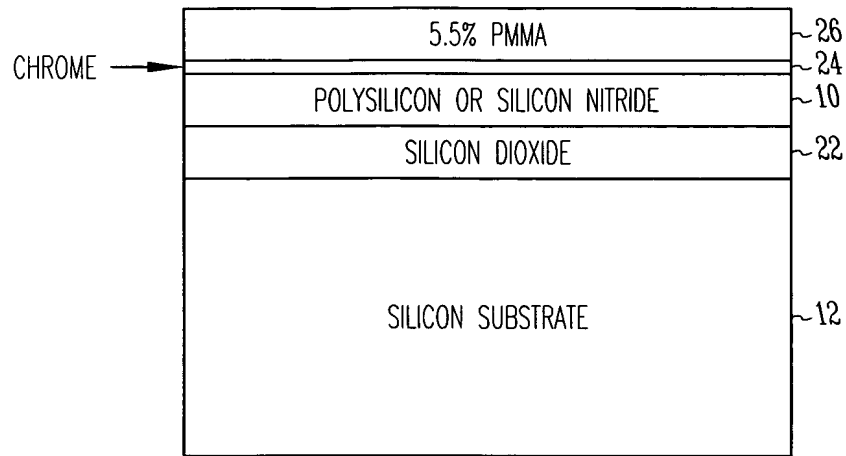 5.5% PMMA
26
CHROME
24
POLYSILICON OR SILICON NITRIDE
10
SILICON DIOXIDE
22
SILICON SUBSTRATE
12